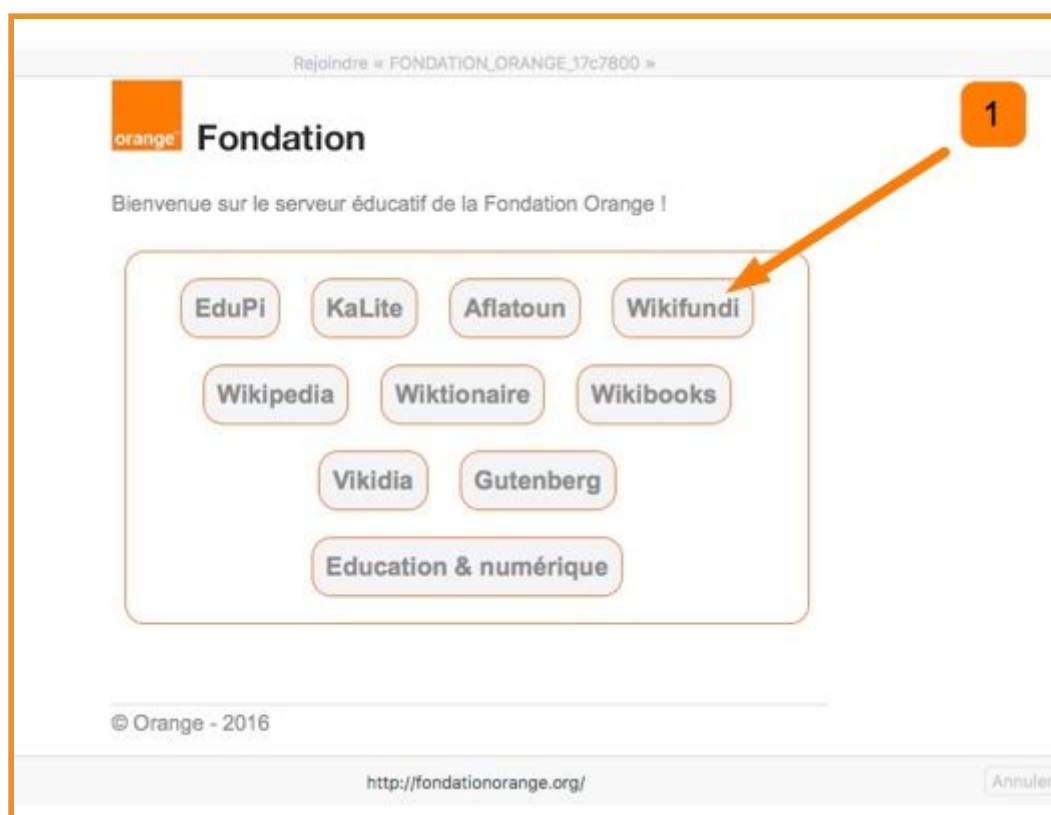 Rejoindre « FONDATION_ORANGE_17c7800 »
1
orange™ Fondation
Bienvenue sur le serveur éducatif de la Fondation Orange !
EduPi KaLite Aflatoun Wikifundi
Wikipedia Wiktionaire Wikibooks
Vikidia Gutenberg
Education & numérique
© Orange - 2016
http://fondationorange.org/ Annuler